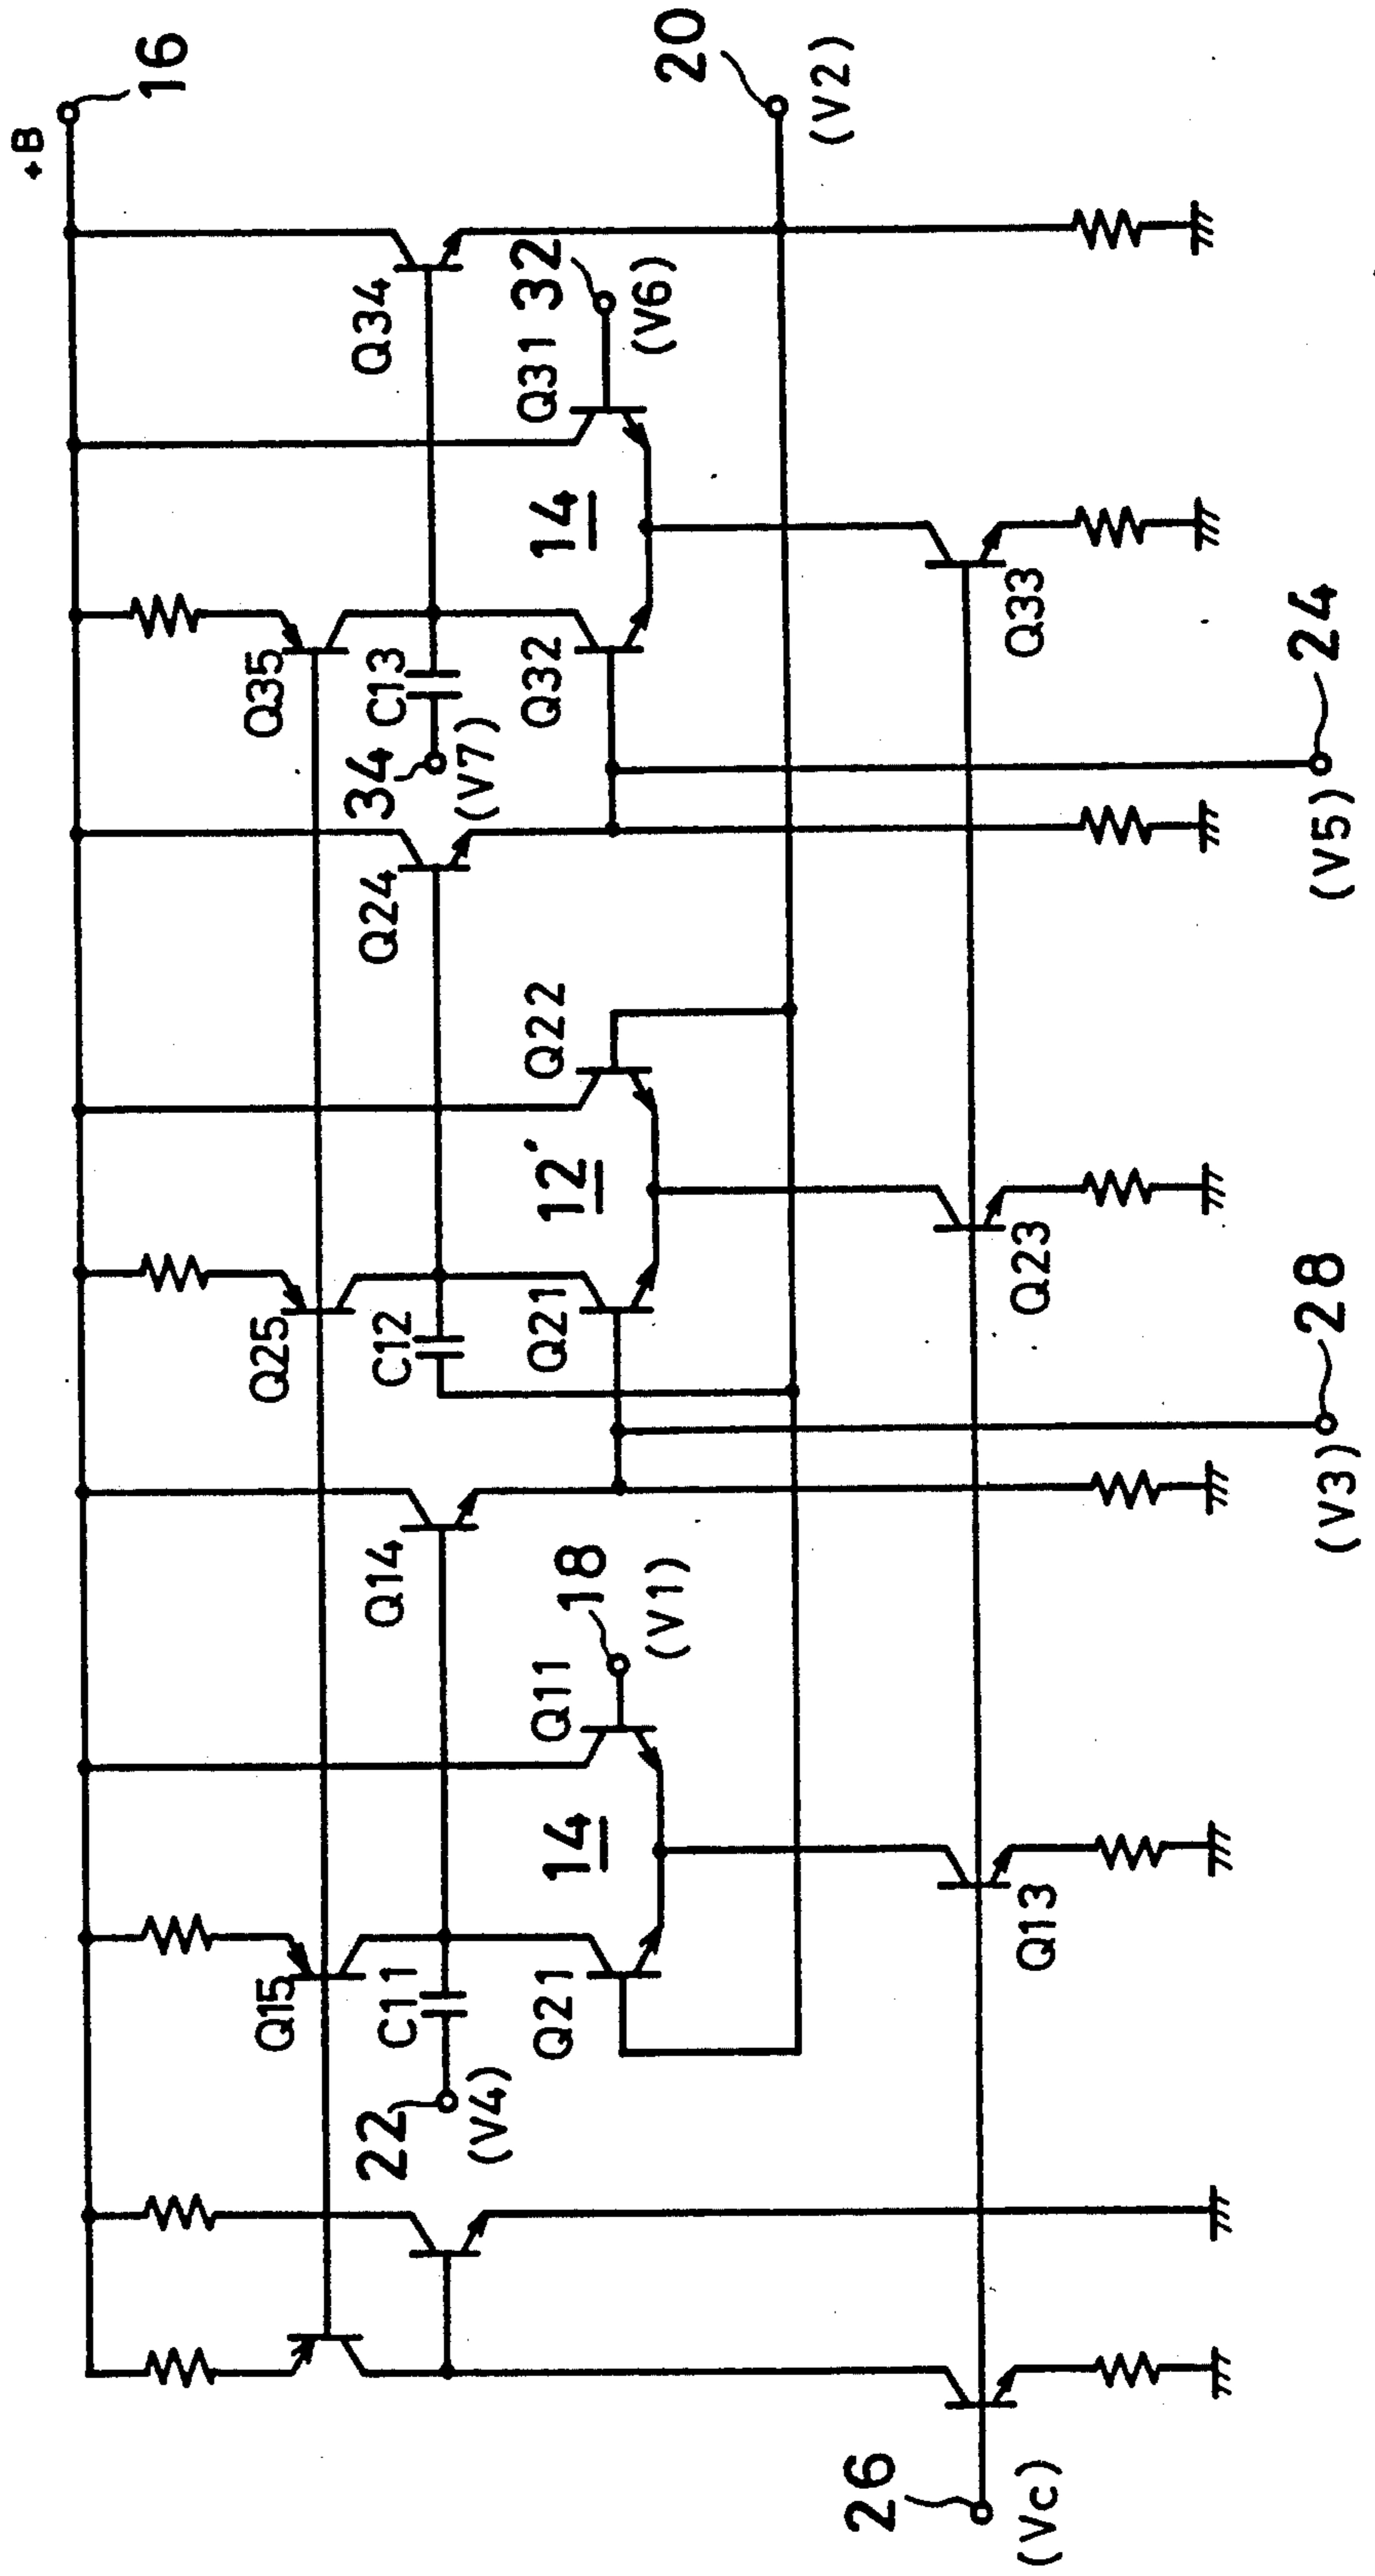 +B
16
Q34
20
(V2)
Q31
32
(V6)
14
Q35
C13
34
(V7)
Q32
Q33
24
(V5)
Q24
Q22
12'
Q25
C12
Q21
Q23
28
(V3)
Q14
18
(V1)
Q11
14
Q15
C11
22
(V4)
Q21
Q13
26
(Vc)